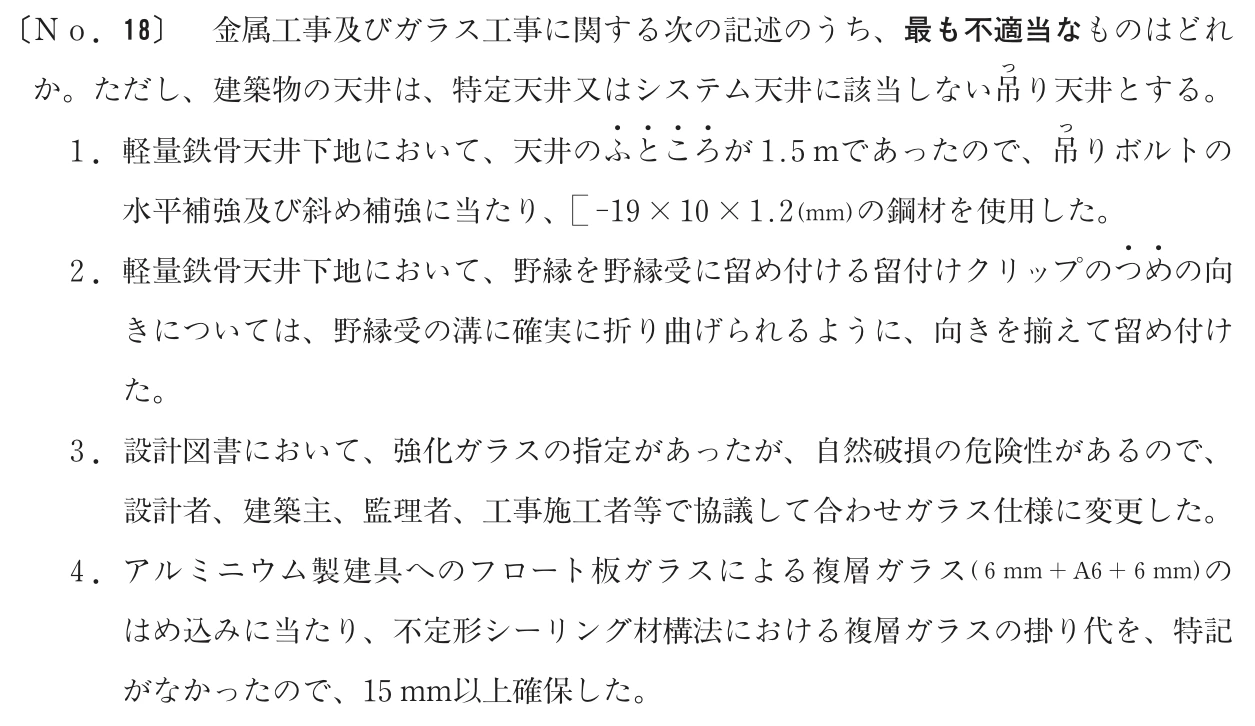 〔Ｎｏ．18〕　金属工事及びガラス工事に関する次の記述のうち、最も不適当なものはどれ
か。ただし、建築物の天井は、特定天井又はシステム天井に該当しない吊り天井とする。
1．軽量鉄骨天井下地において、天井のふところが1.5 mであったので、吊りボルトの
水平補強及び斜め補強に当たり、[-19×10×1.2(mm)の鋼材を使用した。
2．軽量鉄骨天井下地において、野縁を野縁受に留め付ける留付けクリップのつめの向
きについては、野縁受の溝に確実に折り曲げられるように、向きを揃えて留め付け
た。
3．設計図書において、強化ガラスの指定があったが、自然破損の危険性があるので、
設計者、建築主、監理者、工事施工者等で協議して合わせガラス仕様に変更した。
4．アルミニウム製建具へのフロート板ガラスによる複層ガラス(6 mm＋A6＋6 mm)の
はめ込みに当たり、不定形シーリング材構法における複層ガラスの掛り代を、特記
がなかったので、15 mm以上確保した。